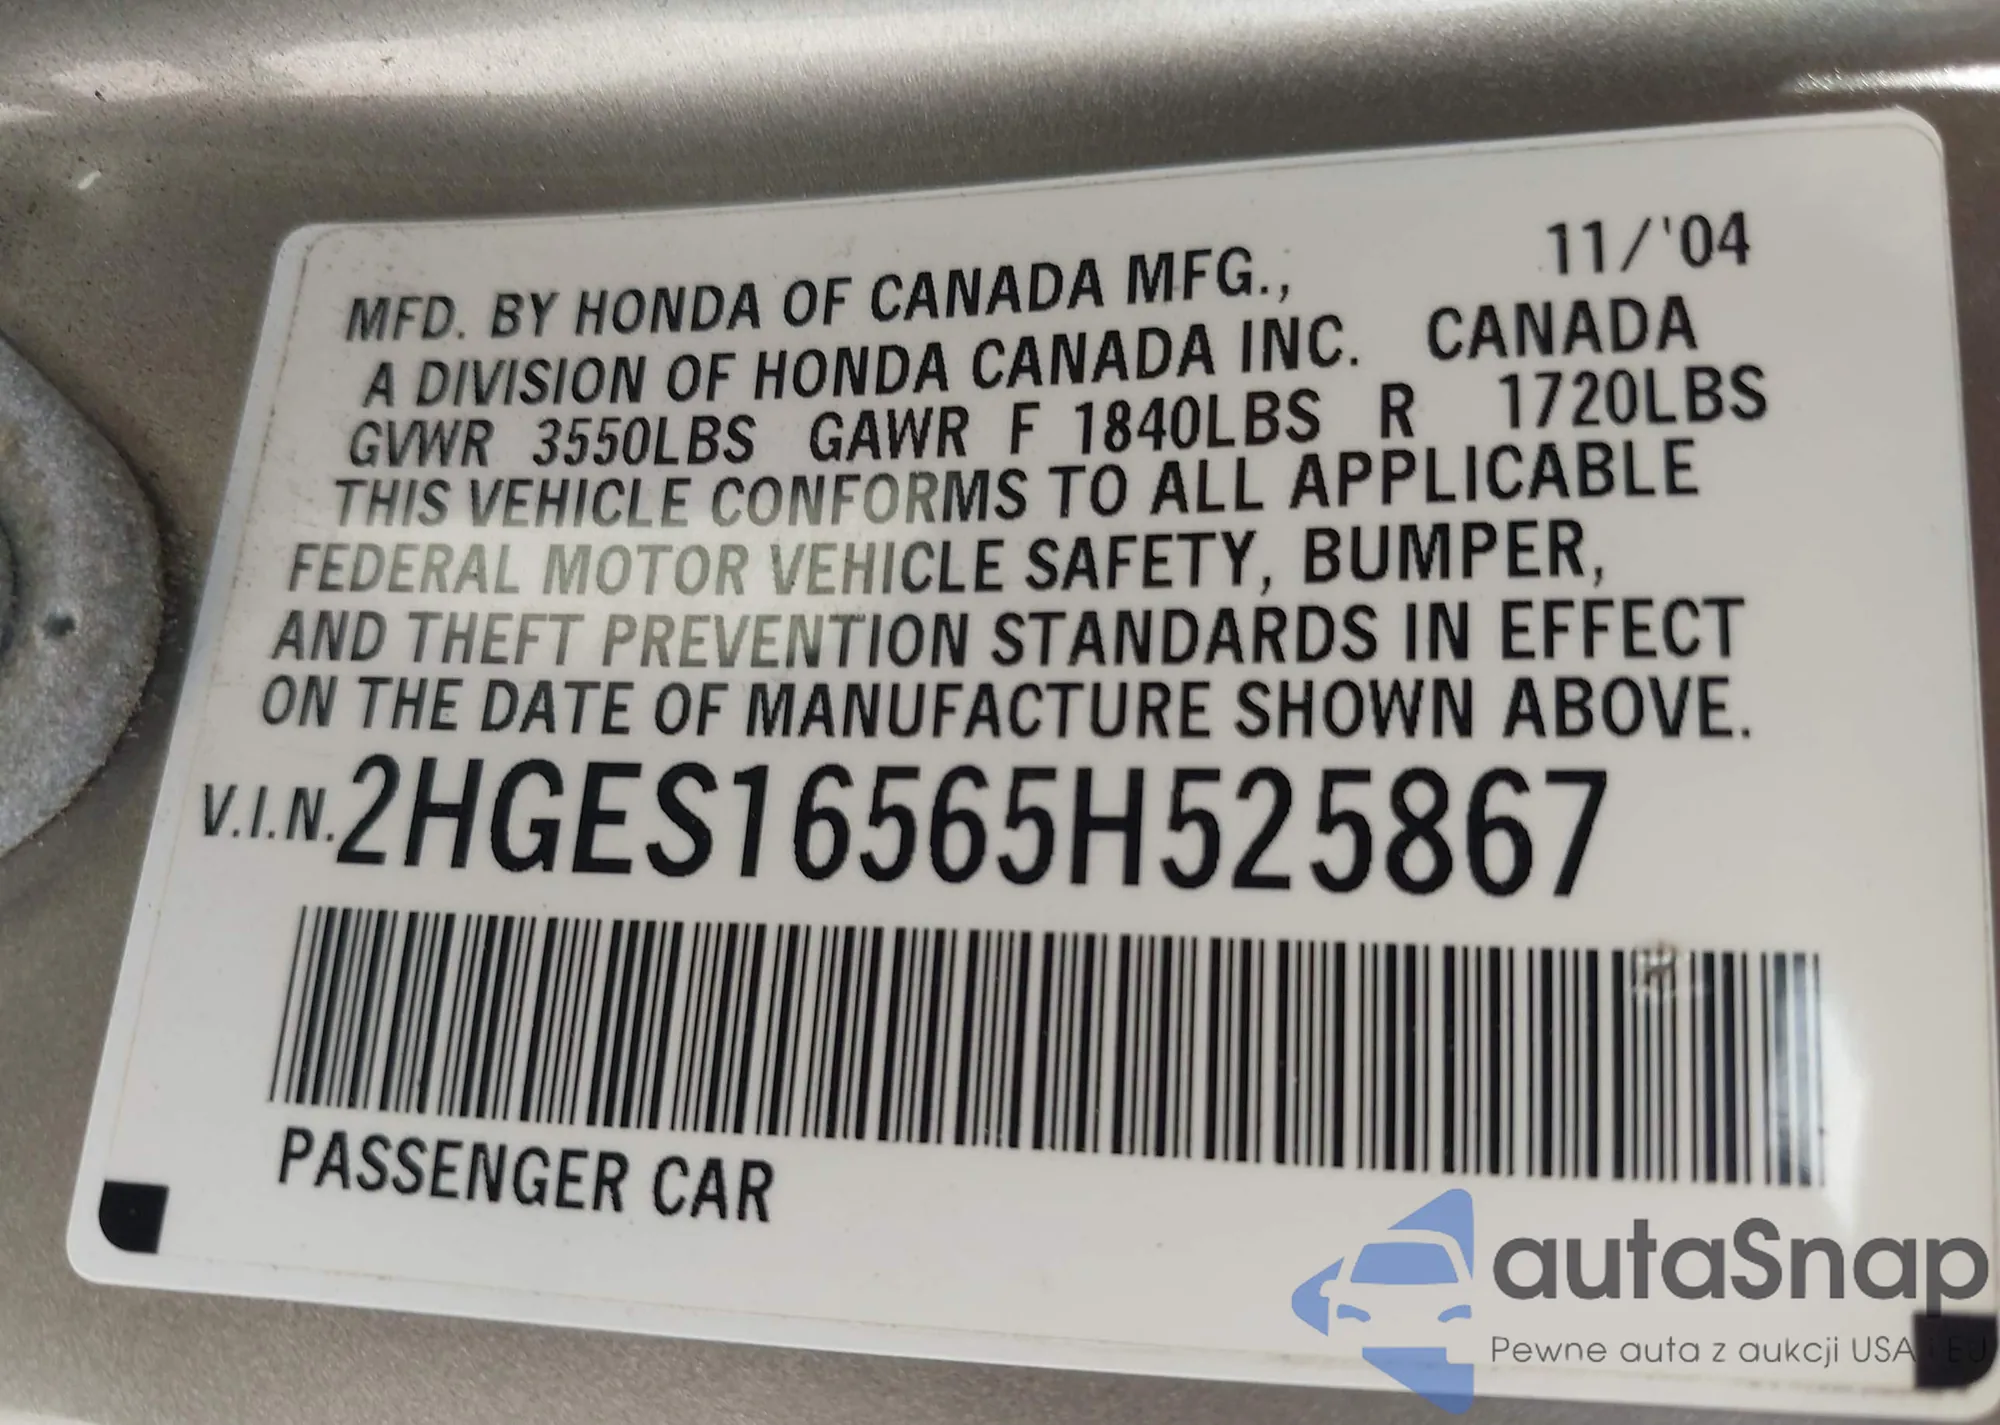 11/'04
MFD. BY HONDA OF CANADA MFG.,
A DIVISION OF HONDA CANADA INC. CANADA
GVWR 3550LBS GAWR F 1840LBS R 1720LBS
THIS VEHICLE CONFORMS TO ALL APPLICABLE
FEDERAL MOTOR VEHICLE SAFETY, BUMPER,
AND THEFT PREVENTION STANDARDS IN EFFECT
ON THE DATE OF MANUFACTURE SHOWN ABOVE.
V.I.N. 2HGES16565H525867
PASSENGER CAR
autaSnap
Pewne auta z aukcji USA i EU